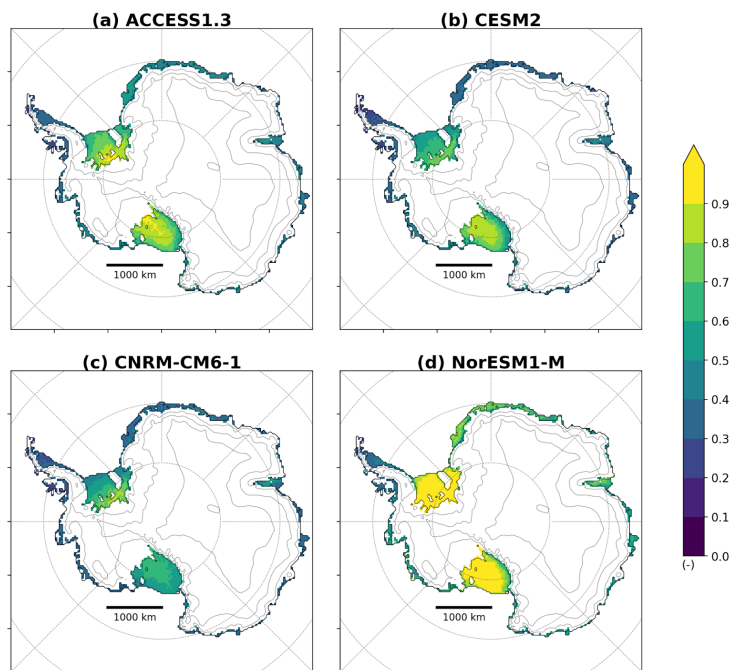 (a) ACCESS1.3
(b) CESM2
1000 km
1000 km
(c) CNRM-CM6-1
(d) NorESM1-M
1000 km
1000 km
0.9
0.8
0.7
0.6
0.5
0.4
0.3
0.2
0.1
0.0
(-)